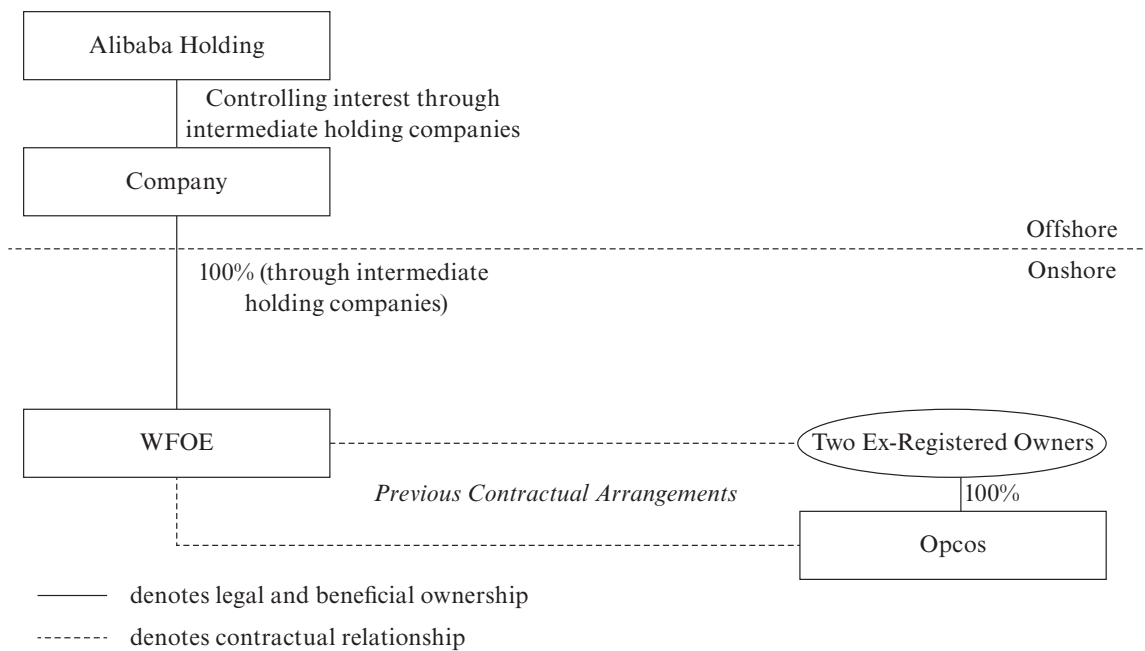 Alibaba Holding
Controlling interest through
intermediate holding companies
Company
Offshore
Onshore
100% (through intermediate
holding companies)
WFOE
Two Ex-Registered Owners
Previous Contractual Arrangements
100%
Opcos
denotes legal and beneficial ownership
denotes contractual relationship